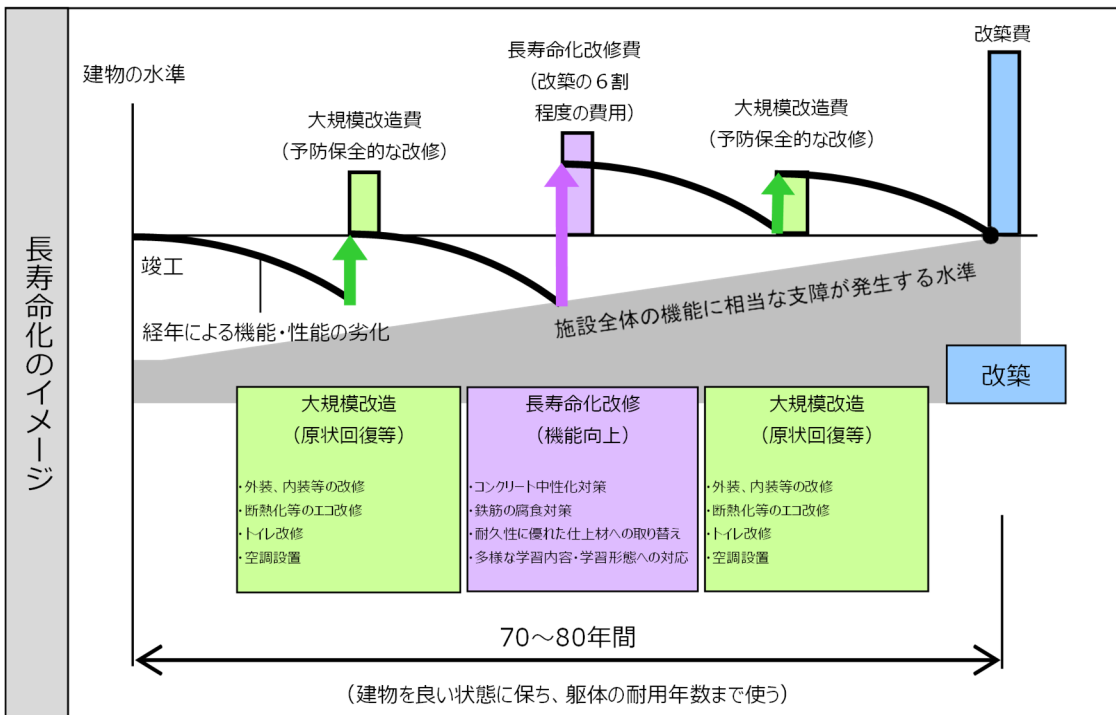 長寿命化のイメージ
建物の水準
大規模改造費
(予防保全的な改修)
長寿命化改修費
(改築の6割
程度の費用)
大規模改造費
(予防保全的な改修)
改築費
竣工
経年による機能・性能の劣化
施設全体の機能に相当な支障が発生する水準
改築
大規模改造
(原状回復等)
・外装、内装等の改修
・断熱化等のエコ改修
・トイレ改修
・空調設置
長寿命化改修
(機能向上)
・コンクリート中性化対策
・鉄筋の腐食対策
・耐久性に優れた仕上材への取り替え
・多様な学習内容・学習形態への対応
大規模改造
(原状回復等)
・外装、内装等の改修
・断熱化等のエコ改修
・トイレ改修
・空調設置
70～80年間
(建物を良い状態に保ち、躯体の耐用年数まで使う)